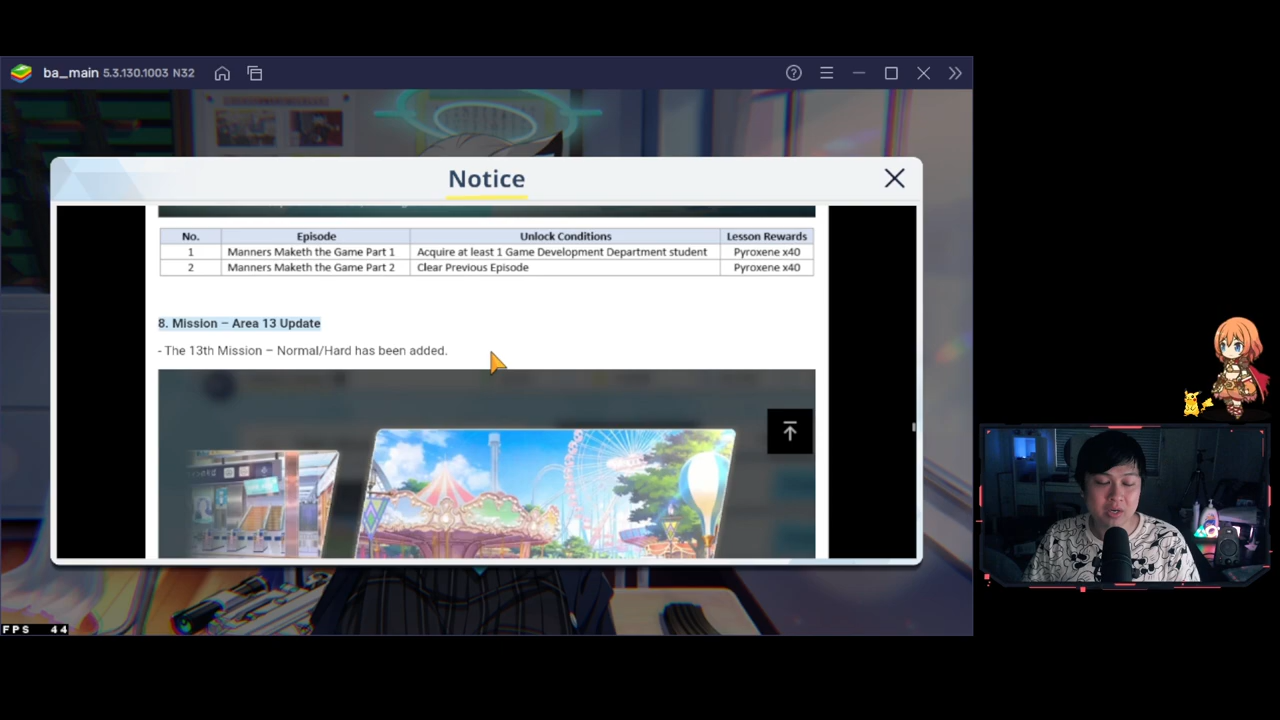 ba_main 5.3.130.1003 N32
Notice
No. Episode Unlock Conditions Lesson Rewards
1 Manners Maketh the Game Part 1 Acquire at least 1 Game Development Department student Pyroxene x40
2 Manners Maketh the Game Part 2 Clear Previous Episode Pyroxene x40
8. Mission – Area 13 Update
- The 13th Mission – Normal/Hard has been added.
FPS 44